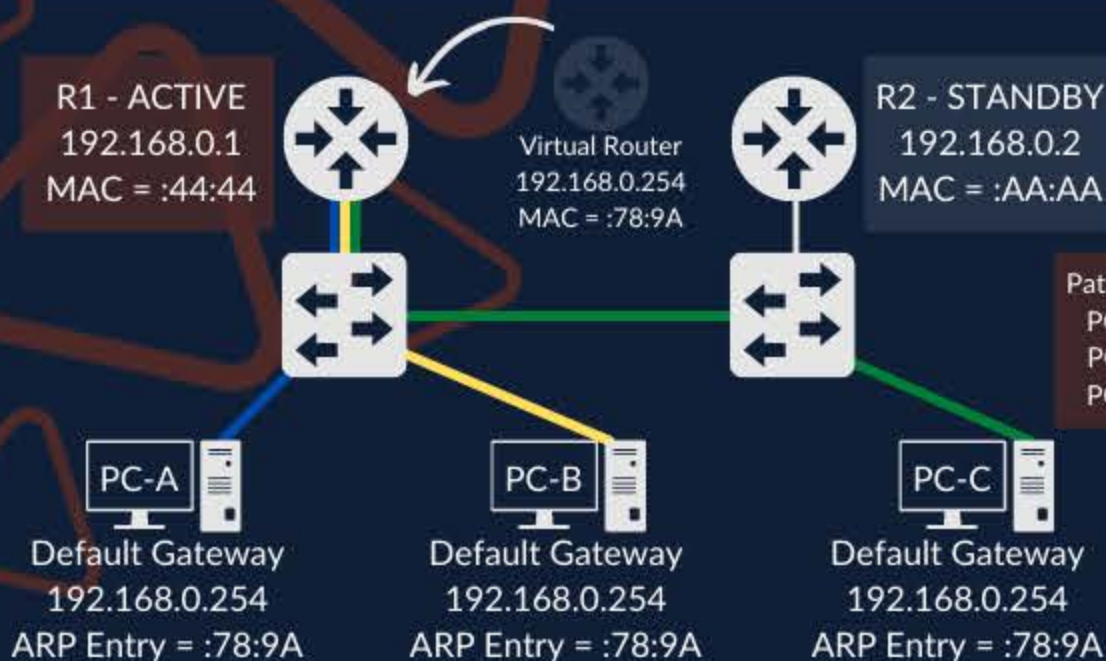 R1 - ACTIVE
192.168.0.1
MAC = :44:44
Virtual Router
192.168.0.254
MAC = :78:9A
R2 - STANDBY
192.168.0.2
MAC = :AA:AA
PC-A
Default Gateway
192.168.0.254
ARP Entry = :78:9A
PC-B
Default Gateway
192.168.0.254
ARP Entry = :78:9A
PC-C
Default Gateway
192.168.0.254
ARP Entry = :78:9A